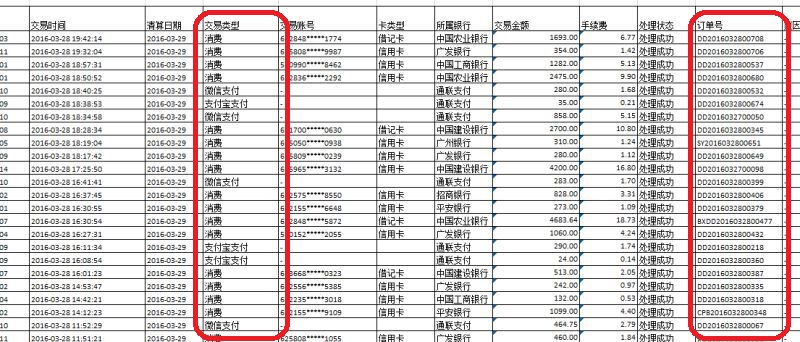 交易时间 清算日期 交易类型 交易账号 卡类型 所属银行 交易金额 手续费 处理状态 订单号
03 2016-03-28 19:42:14 2016-03-29 消费 62848*****1774 借记卡 中国农业银行 1693.00 6.77 处理成功 DD2016032800708
11 2016-03-28 19:32:04 2016-03-29 消费 5808*****9987 信用卡 广发银行 354.00 1.42 处理成功 DD2016032800706
01 2016-03-28 18:51:01 2016-03-29 消费 0990*****8462 信用卡 中国工商银行 1282.00 5.13 处理成功 DD2016032800537
01 2016-03-28 18:50:52 2016-03-29 消费 2836*****2292 信用卡 中国农业银行 2475.00 9.90 处理成功 DD2016032800680
10 2016-03-28 18:40:25 2016-03-29 微信支付 - 通联支付 280.00 1.68 处理成功 DD2016032800532
09 2016-03-28 18:38:53 2016-03-29 支付宝支付 - 通联支付 35.00 0.21 处理成功 DD2016032800674
10 2016-03-28 18:34:58 2016-03-29 微信支付 - 通联支付 858.00 5.15 处理成功 DD2016032700050
08 2016-03-28 18:28:34 2016-03-29 消费 1700*****0630 借记卡 中国建设银行 2700.00 10.80 处理成功 DD2016032800345
05 2016-03-28 18:19:04 2016-03-29 消费 5050*****0938 信用卡 广州银行 310.00 1.24 处理成功 SY2016032800651
09 2016-03-28 18:17:42 2016-03-29 消费 5809*****0239 信用卡 广发银行 280.00 1.12 处理成功 DD2016032800649
14 2016-03-28 17:25:50 2016-03-29 消费 5965*****3132 信用卡 中国建设银行 4200.00 16.80 处理成功 DD2016032700098
10 2016-03-28 16:41:41 2016-03-29 微信支付 - 通联支付 283.00 1.70 处理成功 DD2016032800399
02 2016-03-28 16:37:45 2016-03-29 消费 2575*****8550 信用卡 招商银行 828.00 3.31 处理成功 DD2016032800406
01 2016-03-28 16:30:55 2016-03-29 消费 2155*****6648 信用卡 平安银行 273.00 1.09 处理成功 DD2016032800379
07 2016-03-28 16:30:54 2016-03-29 消费 2848*****5872 借记卡 中国农业银行 4683.64 18.73 处理成功 BXDD2016032800477
04 2016-03-28 16:27:31 2016-03-29 消费 0152*****2055 信用卡 广发银行 1060.00 4.24 处理成功 DD2016032800432
09 2016-03-28 16:11:34 2016-03-29 支付宝支付 - 通联支付 290.00 1.74 处理成功 DD2016032800218
09 2016-03-28 16:08:54 2016-03-29 支付宝支付 - 通联支付 24.00 0.14 处理成功 DD2016032800360
07 2016-03-28 16:01:23 2016-03-29 消费 3668*****0323 借记卡 中国建设银行 513.00 2.05 处理成功 DD2016032800387
02 2016-03-28 14:53:47 2016-03-29 消费 2556*****5385 信用卡 广发银行 242.00 0.97 处理成功 DD2016032800335
04 2016-03-28 14:42:21 2016-03-29 消费 2235*****3018 信用卡 中国工商银行 132.00 0.53 处理成功 DD2016032800318
02 2016-03-28 14:12:23 2016-03-29 消费 2155*****9109 信用卡 平安银行 1099.00 4.40 处理成功 CPB2016032800348
10 2016-03-28 11:52:29 2016-03-29 微信支付 - 通联支付 464.75 2.79 处理成功 DD2016032800067
11 2016-03-28 11:51:21 2016-03-29 消费 625808*****1055 信用卡 广发银行 460.00 1.84 处理成功